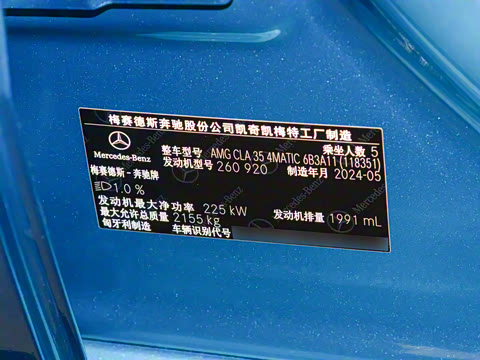 梅赛德斯奔驰股份公司凯奇凯梅特工厂制造
Mercedes-Benz
梅赛德斯－奔驰牌
整车型号 AMG CLA 35 4MATIC 6B3A11 (118351) 乘坐人数 5
发动机型号 260 920 制造年月 2024-05
1.0 %
发动机最大净功率 225 kW 发动机排量 1991 mL
最大允许总质量 2155 kg
匈牙利制造 车辆识别代号